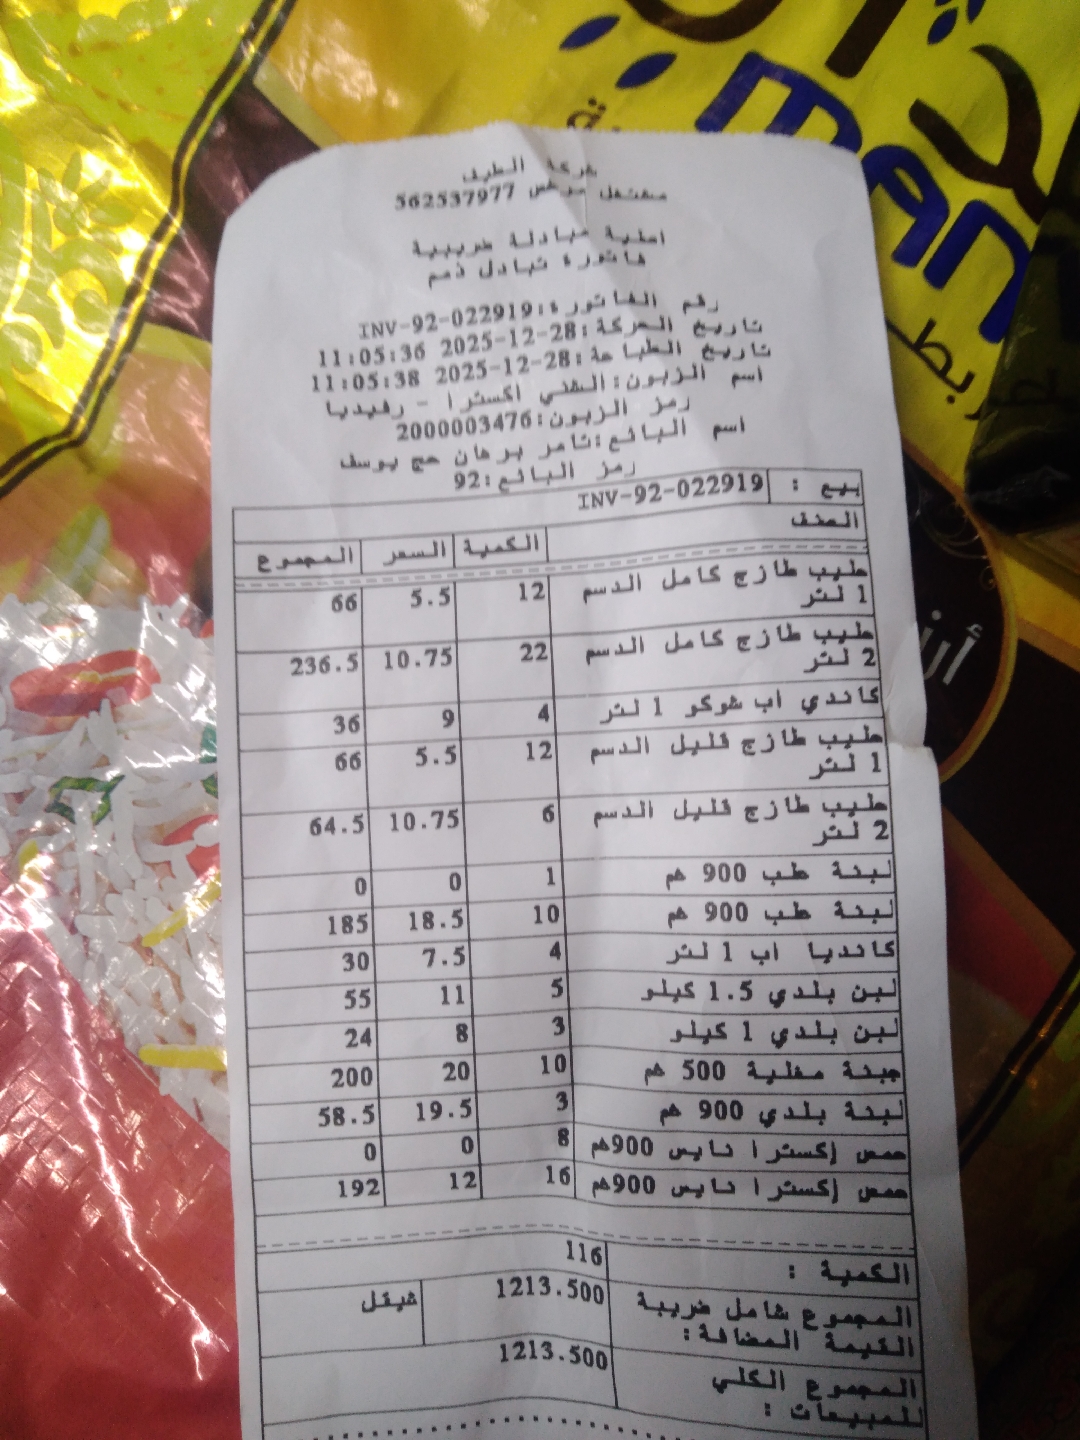 شركة الطيف
مشتغل مرخص 562537977
اصلية مبادلة ضريبية
فاتورة تبادل ذمم
رقم الفاتورة:INV-92-022919
تاريخ الحركة:28-12-2025 11:05:36
تاريخ الطباعة:28-12-2025 11:05:38
اسم الزبون:الشني اكسترا - رفيديا
رمز الزبون:2000003476
اسم البائع:تامر برهان حج يوسف
رمز البائع:92
بيع : INV-92-022919
الصنف
الكمية السعر المجموع
حليب طازج كامل الدسم 12 5.5 66
1 لتر
حليب طازج كامل الدسم 22 10.75 236.5
2 لتر
كاندي اب شوكو 1 لتر 4 9 36
حليب طازج قليل الدسم 12 5.5 66
1 لتر
حليب طازج قليل الدسم 6 10.75 64.5
2 لتر
لبنة طب 900 غم 1 0 0
لبنة طب 900 غم 10 18.5 185
كانديا اب 1 لتر 4 7.5 30
لبن بلدي 1.5 كيلو 5 11 55
لبن بلدي 1 كيلو 3 8 24
جبنة مغلية 500 غم 10 20 200
لبنة بلدي 900 غم 3 19.5 58.5
حمص إكسترا نايس 900غم 8 0 0
حمص إكسترا نايس 900غم 16 12 192
الكمية : 116
المجموع شامل ضريبة 1213.500 شيقل
القيمة المضافة:
المجموع الكلي 1213.500
للمبيعات :